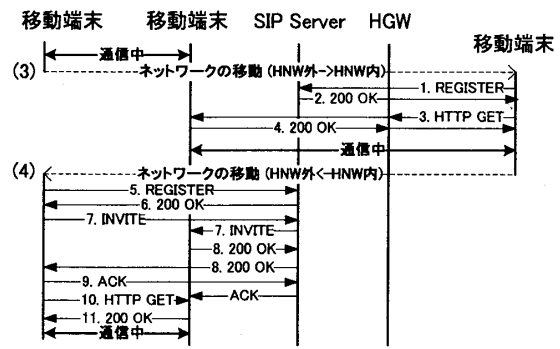 移動端末 移動端末 SIP Server HGW 移動端末
通信中
(3) ネットワークの移動 (HNW外->HNW内)
1. REGISTER
2. 200 OK
3. HTTP GET
4. 200 OK
通信中
(4) ネットワークの移動 (HNW外<-HNW内)
5. REGISTER
6. 200 OK
7. INVITE
7. INVITE
8. 200 OK
8. 200 OK
9. ACK
ACK
10. HTTP GET
11. 200 OK
通信中